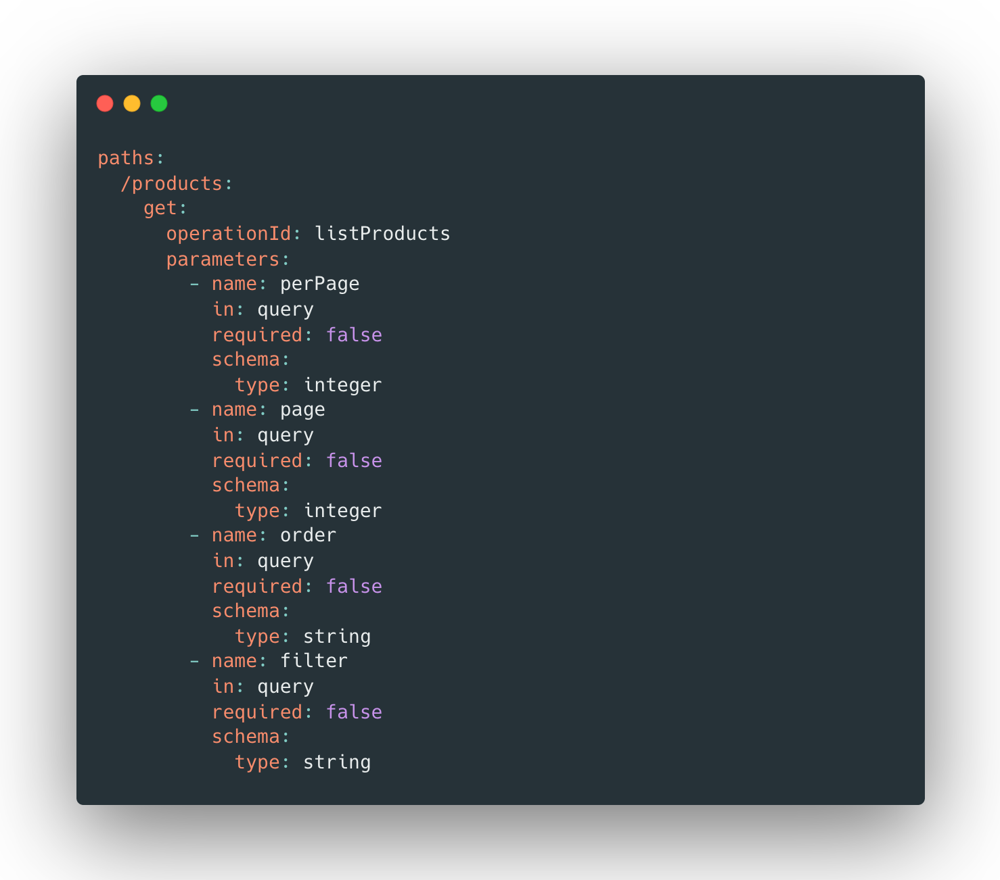 paths:
  /products:
    get:
      operationId: listProducts
      parameters:
        - name: perPage
          in: query
          required: false
          schema:
            type: integer
        - name: page
          in: query
          required: false
          schema:
            type: integer
        - name: order
          in: query
          required: false
          schema:
            type: string
        - name: filter
          in: query
          required: false
          schema:
            type: string